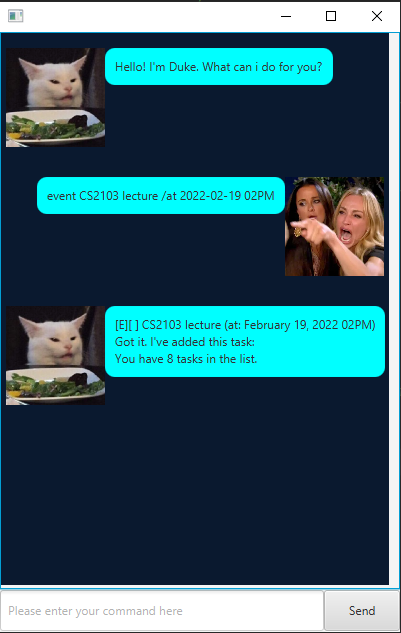 Hello! I'm Duke. What can i do for you?
event CS2103 lecture /at 2022-02-19 02PM
[E][ ] CS2103 lecture (at: February 19, 2022 02PM)
Got it. I've added this task:
You have 8 tasks in the list.
Please enter your command here
Send